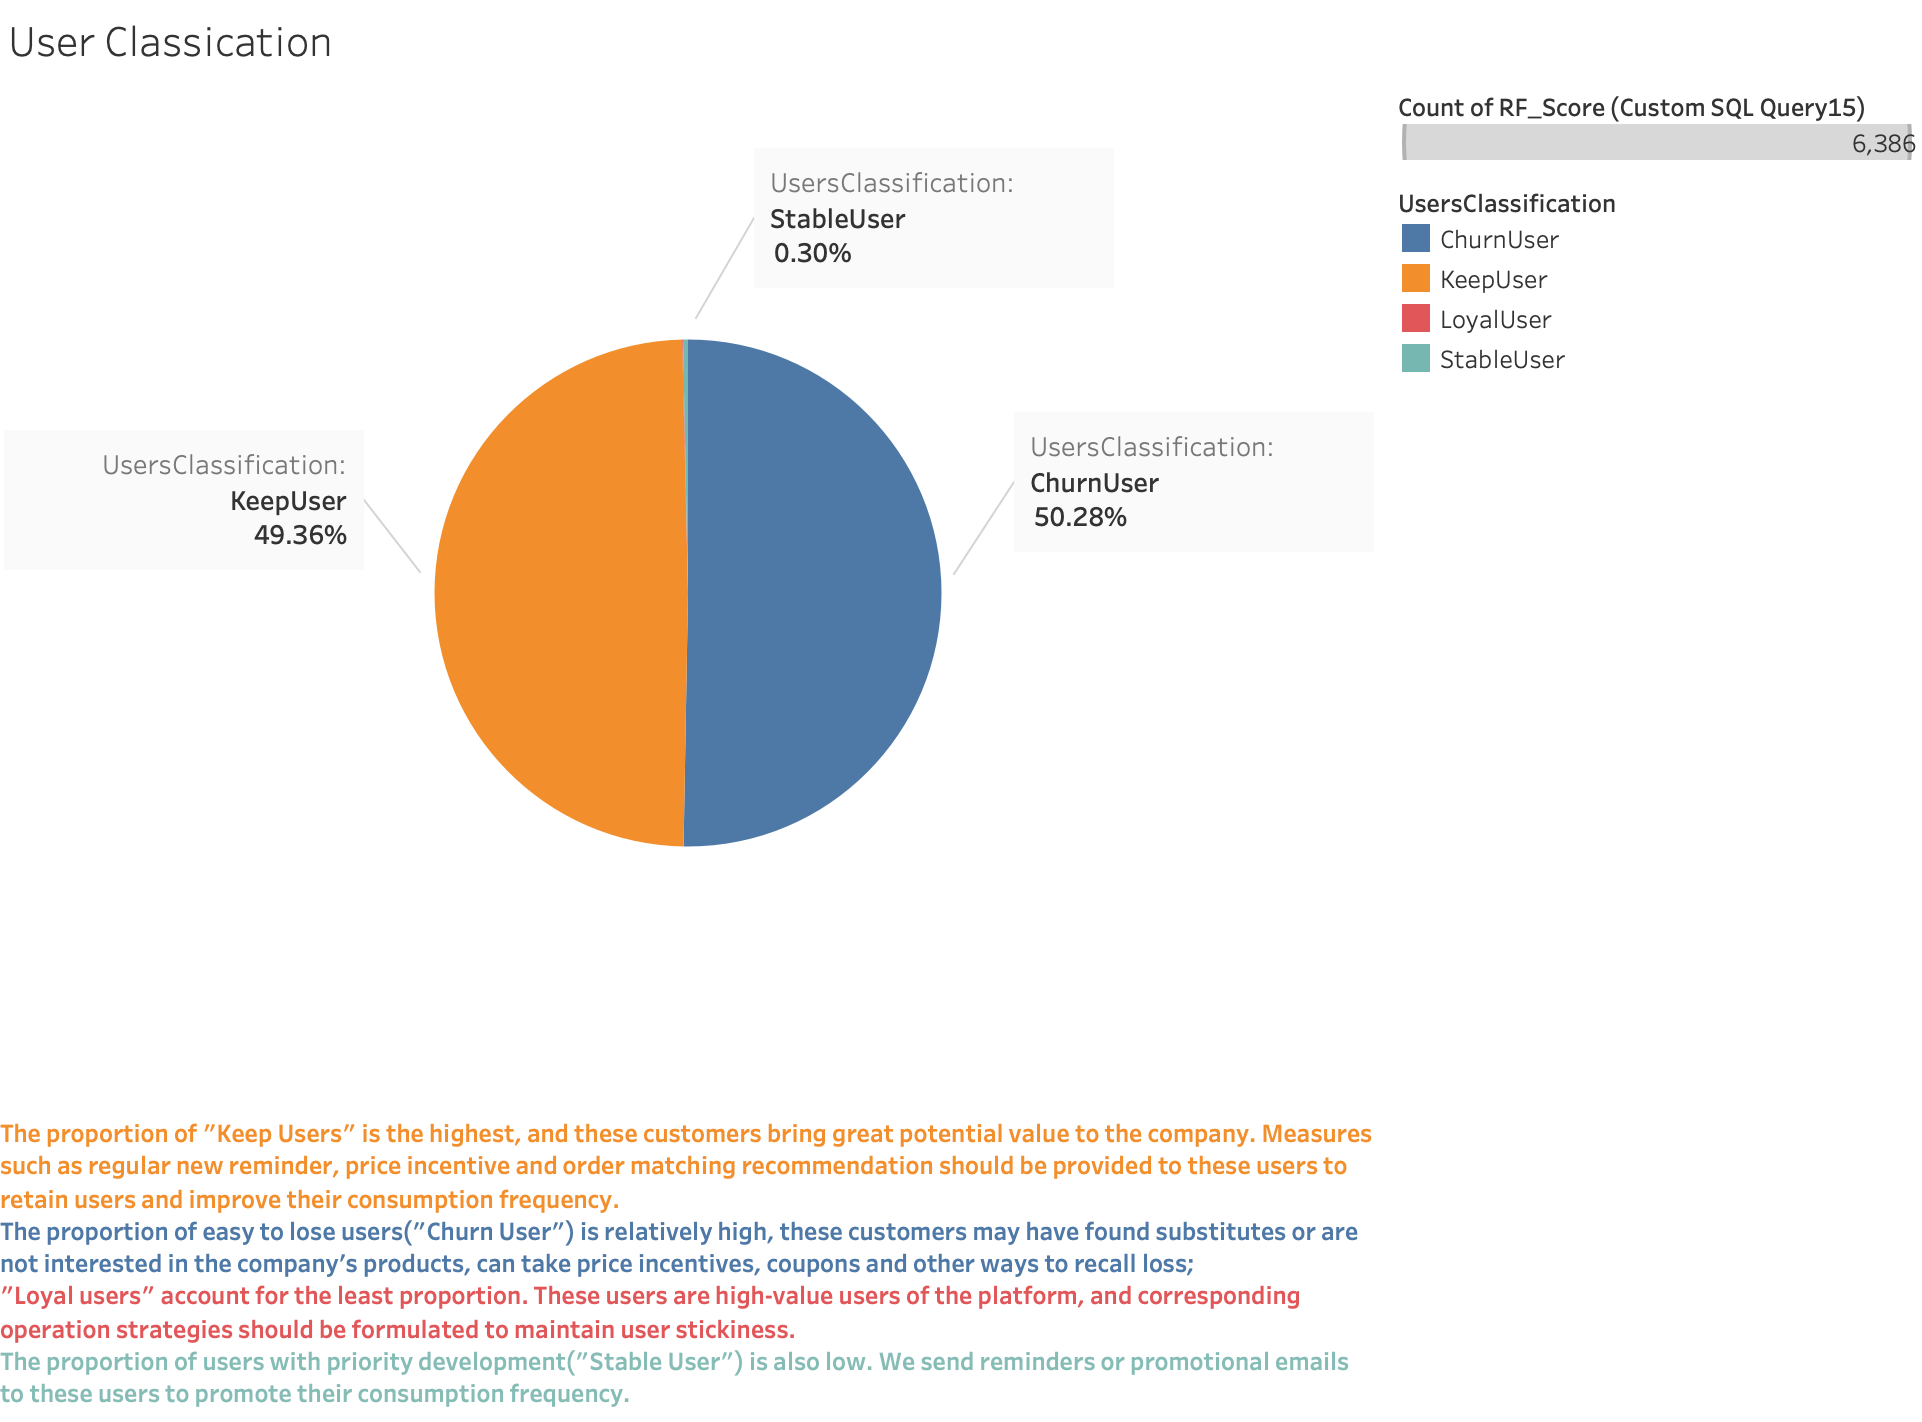 User Classication
Count of RF_Score (Custom SQL Query15)
6,386
UsersClassification
ChurnUser
KeepUser
LoyalUser
StableUser
UsersClassification:
StableUser
0.30%
UsersClassification:
KeepUser
49.36%
UsersClassification:
ChurnUser
50.28%
The proportion of "Keep Users" is the highest, and these customers bring great potential value to the company. Measures
such as regular new reminder, price incentive and order matching recommendation should be provided to these users to
retain users and improve their consumption frequency.
The proportion of easy to lose users("Churn User") is relatively high, these customers may have found substitutes or are
not interested in the company's products, can take price incentives, coupons and other ways to recall loss;
"Loyal users" account for the least proportion. These users are high-value users of the platform, and corresponding
operation strategies should be formulated to maintain user stickiness.
The proportion of users with priority development("Stable User") is also low. We send reminders or promotional emails
to these users to promote their consumption frequency.